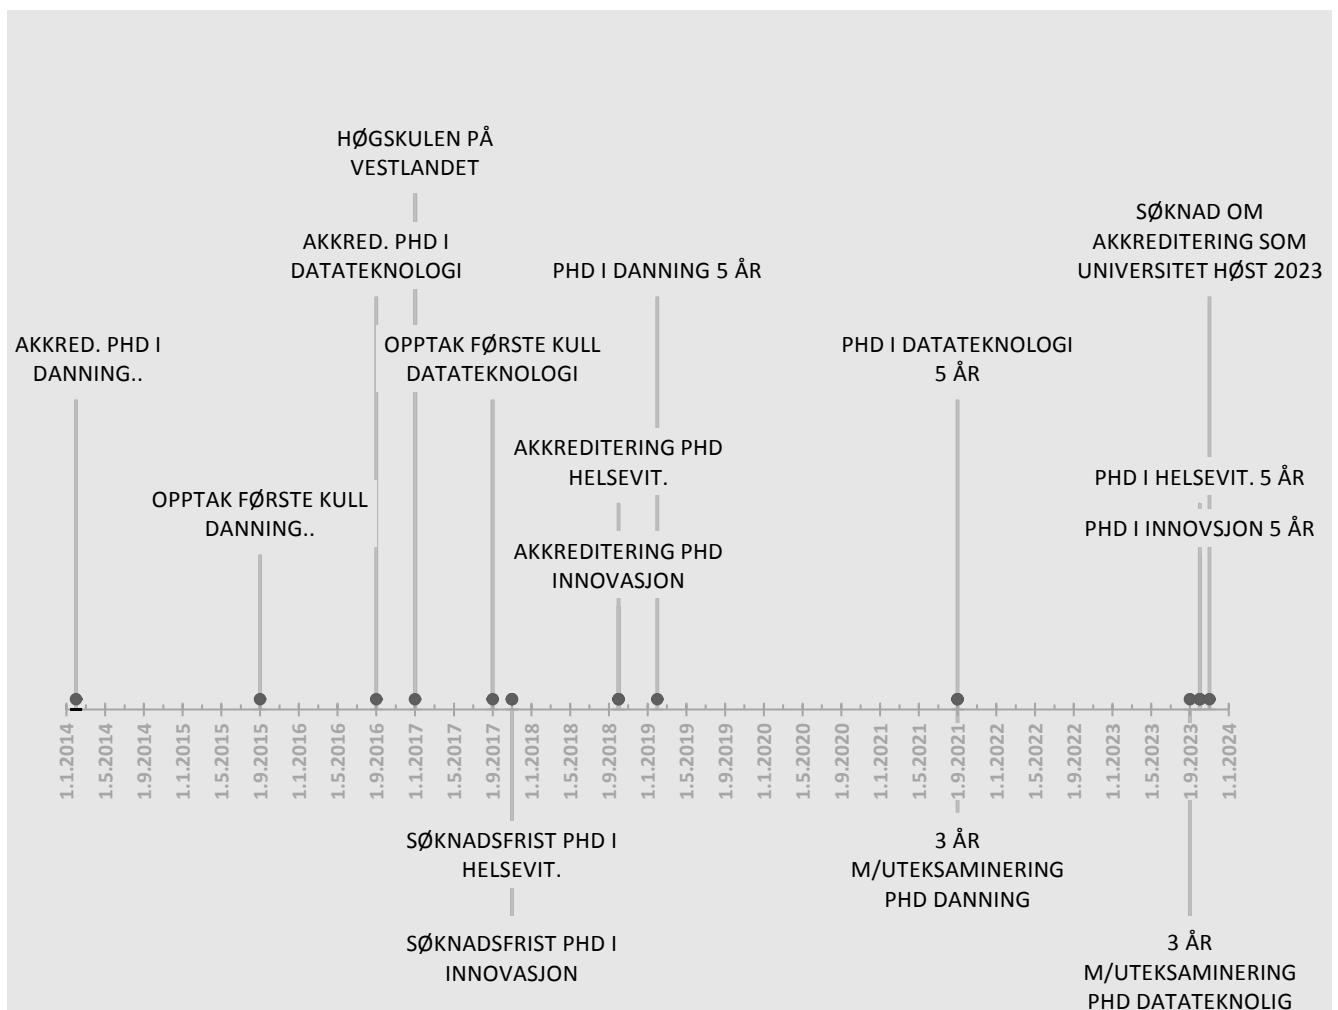 HØGSKULEN PÅ
VESTLANDET
AKKRED. PHD I
DATATEKNOLOGI
PHD I DANNING 5 ÅR
SØKNAD OM
AKKREDITERING SOM
UNIVERSITET HØST 2023
AKKRED. PHD I
DANNING..
OPPTAK FØRSTE KULL
DATATEKNOLOGI
PHD I DATATEKNOLOGI
5 ÅR
AKKREDITERING PHD
HELSEVIT.
PHD I HELSEVIT. 5 ÅR
OPPTAK FØRSTE KULL
DANNING..
PHD I INNOVSJON 5 ÅR
AKKREDITERING PHD
INNOVASJON
1.1.2014
1.5.2014
1.9.2014
1.1.2015
1.5.2015
1.9.2015
1.1.2016
1.5.2016
1.9.2016
1.1.2017
1.5.2017
1.9.2017
1.1.2018
1.5.2018
1.9.2018
1.1.2019
1.5.2019
1.9.2019
1.1.2020
1.5.2020
1.9.2020
1.1.2021
1.5.2021
1.9.2021
1.1.2022
1.5.2022
1.9.2022
1.1.2023
1.5.2023
1.9.2023
1.1.2024
SØKNADSFRIST PHD I
HELSEVIT.
3 ÅR
M/UTEKSAMINERING
PHD DANNING
SØKNADSFRIST PHD I
INNOVASJON
3 ÅR
M/UTEKSAMINERING
PHD DATATEKNOLIG